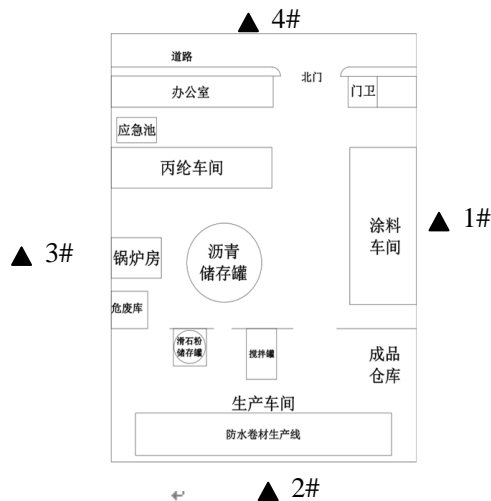 ▲ 4#
道路
北门
办公室
门卫
应急池
丙纶车间
涂料
车间
▲ 1#
▲ 3#
锅炉房
沥青
储存罐
危废库
滑石粉
储存罐
搅拌罐
成品
仓库
生产车间
防水卷材生产线
▲ 2#